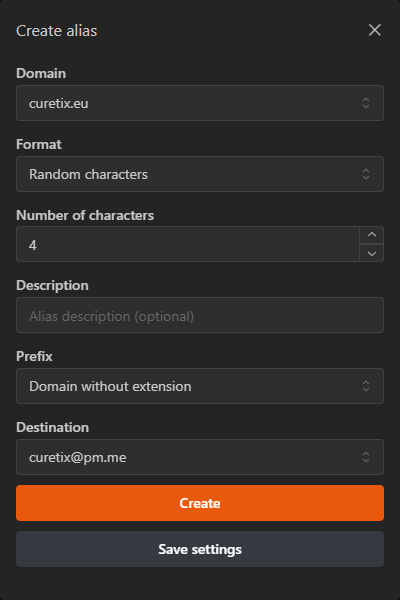 Create alias
Domain
curetix.eu
Format
Random characters
Number of characters
4
Description
Alias description (optional)
Prefix
Domain without extension
Destination
curetix@pm.me
Create
Save settings